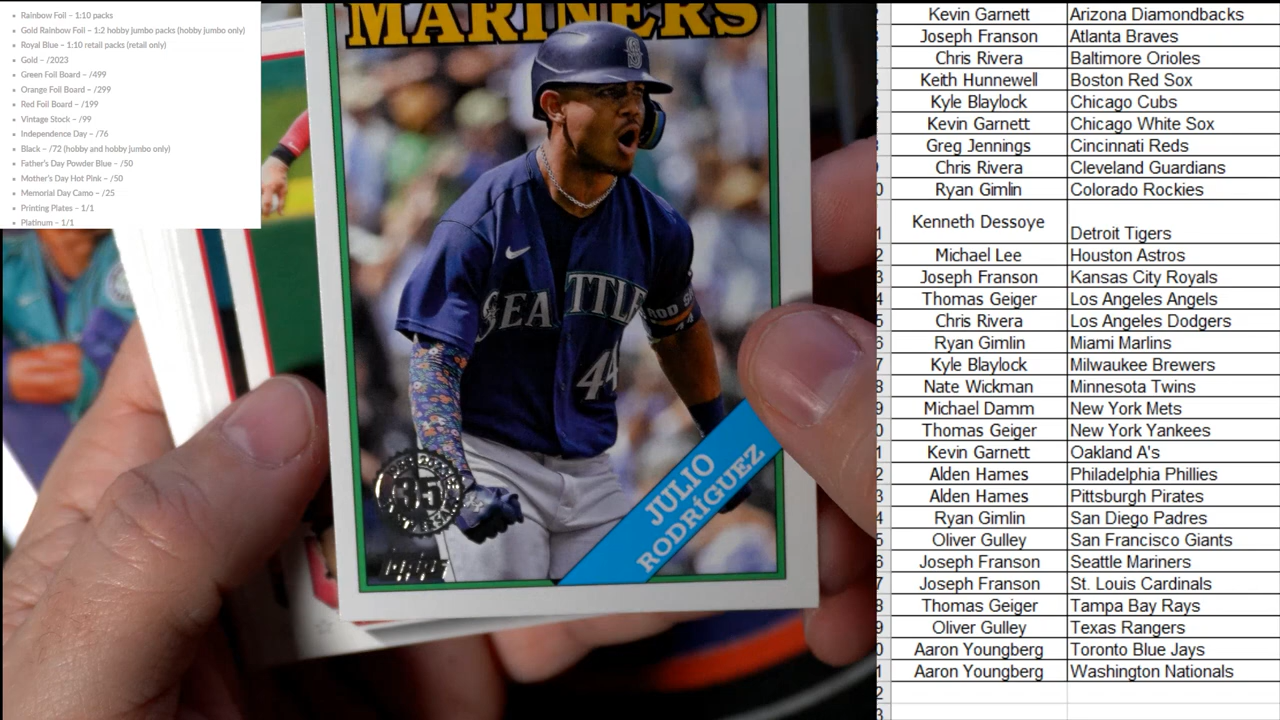 Rainbow Foil – 1:10 packs
Gold Rainbow Foil – 1:2 hobby jumbo packs (hobby jumbo only)
Royal Blue – 1:10 retail packs (retail only)
Gold – /2023
Green Foil Board – /499
Orange Foil Board – /299
Red Foil Board – /199
Vintage Stock – /99
Independence Day – /76
Black – /72 (hobby and hobby jumbo only)
Father's Day Powder Blue – /50
Mother's Day Hot Pink – /50
Memorial Day Camo – /25
Printing Plates – 1/1
Platinum – 1/1
MARINERS
SEATTLE
44
35
JULIO
RODRÍGUEZ
Kevin Garnett Arizona Diamondbacks
Joseph Franson Atlanta Braves
Chris Rivera Baltimore Orioles
Keith Hunnewell Boston Red Sox
Kyle Blaylock Chicago Cubs
Kevin Garnett Chicago White Sox
Greg Jennings Cincinnati Reds
Chris Rivera Cleveland Guardians
Ryan Gimlin Colorado Rockies
Kenneth Dessoye Detroit Tigers
Michael Lee Houston Astros
Joseph Franson Kansas City Royals
Thomas Geiger Los Angeles Angels
Chris Rivera Los Angeles Dodgers
Ryan Gimlin Miami Marlins
Kyle Blaylock Milwaukee Brewers
Nate Wickman Minnesota Twins
Michael Damm New York Mets
Thomas Geiger New York Yankees
Kevin Garnett Oakland A's
Alden Hames Philadelphia Phillies
Alden Hames Pittsburgh Pirates
Ryan Gimlin San Diego Padres
Oliver Gulley San Francisco Giants
Joseph Franson Seattle Mariners
Joseph Franson St. Louis Cardinals
Thomas Geiger Tampa Bay Rays
Oliver Gulley Texas Rangers
Aaron Youngberg Toronto Blue Jays
Aaron Youngberg Washington Nationals